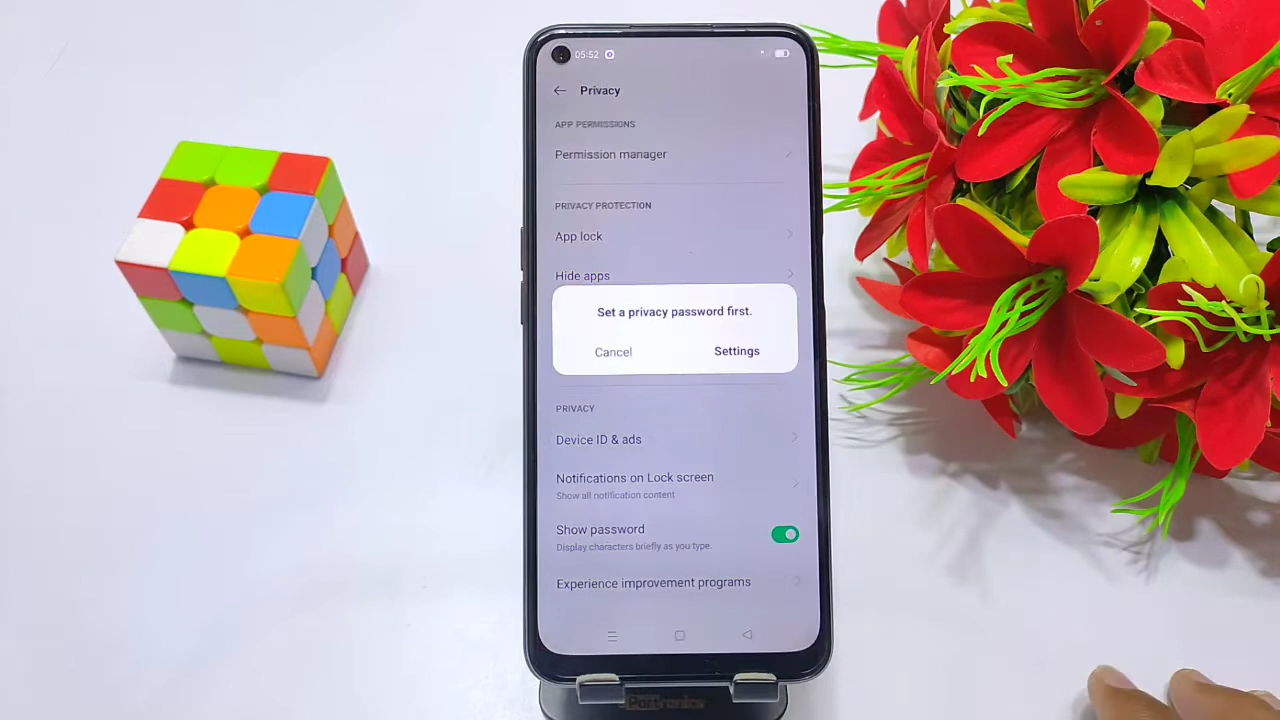 05:52
Privacy
APP PERMISSIONS
Permission manager
PRIVACY PROTECTION
App lock
Hide apps
Set a privacy password first.
Cancel Settings
PRIVACY
Device ID & ads
Notifications on Lock screen
Show all notification content
Show password
Display characters briefly as you type.
Experience improvement programs
Portronics